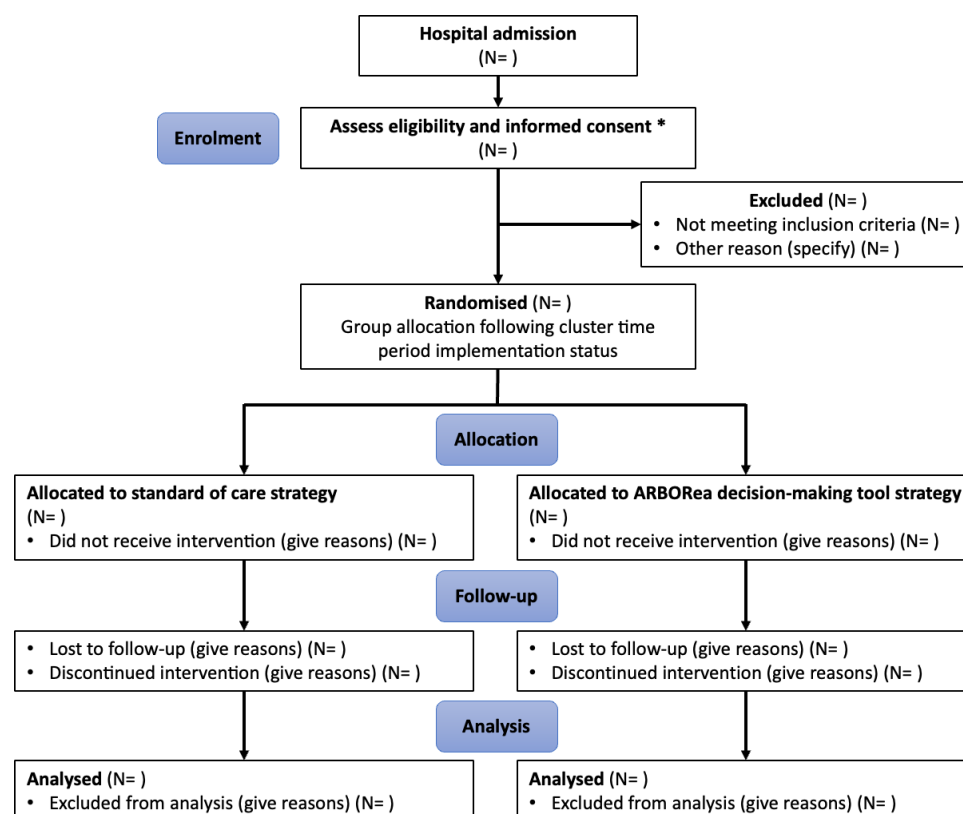 Hospital admission
(N= )
Enrolment
Assess eligibility and informed consent *
(N= )
Excluded (N= )
• Not meeting inclusion criteria (N= )
• Other reason (specify) (N= )
Randomised (N= )
Group allocation following cluster time
period implementation status
Allocation
Allocated to standard of care strategy
(N= )
• Did not receive intervention (give reasons) (N= )
Allocated to ARBORea decision-making tool strategy
(N= )
• Did not receive intervention (give reasons) (N= )
Follow-up
• Lost to follow-up (give reasons) (N= )
• Discontinued intervention (give reasons) (N= )
• Lost to follow-up (give reasons) (N= )
• Discontinued intervention (give reasons) (N= )
Analysis
Analysed (N= )
• Excluded from analysis (give reasons) (N= )
Analysed (N= )
• Excluded from analysis (give reasons) (N= )